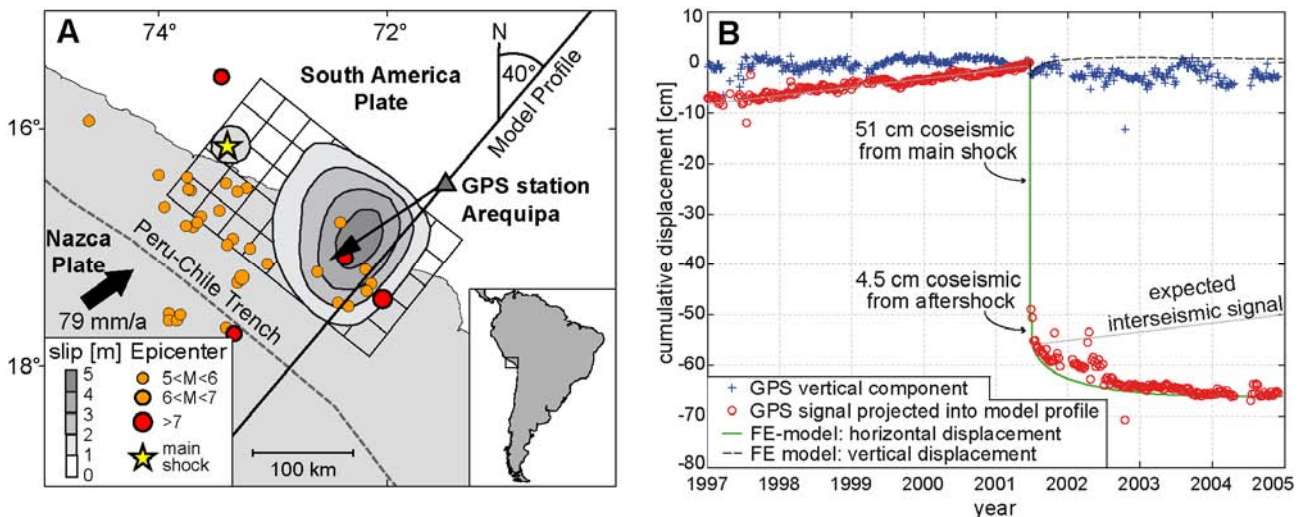 A
74°
72°
N
40°
16°
18°
South America
Plate
Model Profile
GPS station
Arequipa
Nazca
Plate
79 mm/a
Peru-Chile Trench
slip [m]
5
4
3
2
1
0
Epicenter
5<M<6
6<M<7
>7
main
shock
100 km
B
cumulative displacement [cm]
0
-10
-20
-30
-40
-50
-60
-70
-80
51 cm coseismic
from main shock
4.5 cm coseismic
from aftershock
expected
interseismic signal
GPS vertical component
GPS signal projected into model profile
FE-model: horizontal displacement
FE model: vertical displacement
1997 1998 1999 2000 2001 2002 2003 2004 2005
year